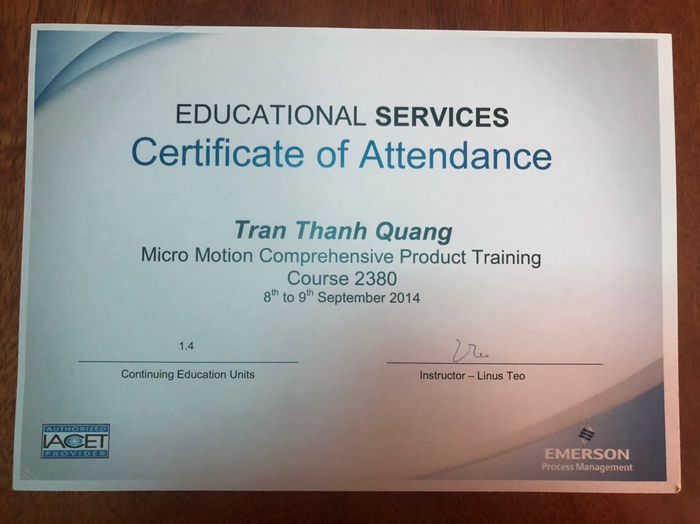 EDUCATIONAL SERVICES
Certificate of Attendance
Tran Thanh Quang
Micro Motion Comprehensive Product Training
Course 2380
8th to 9th September 2014
1.4
Continuing Education Units
Instructor – Linus Teo
AUTHORIZED
IACET
PROVIDER
EMERSON
Process Management